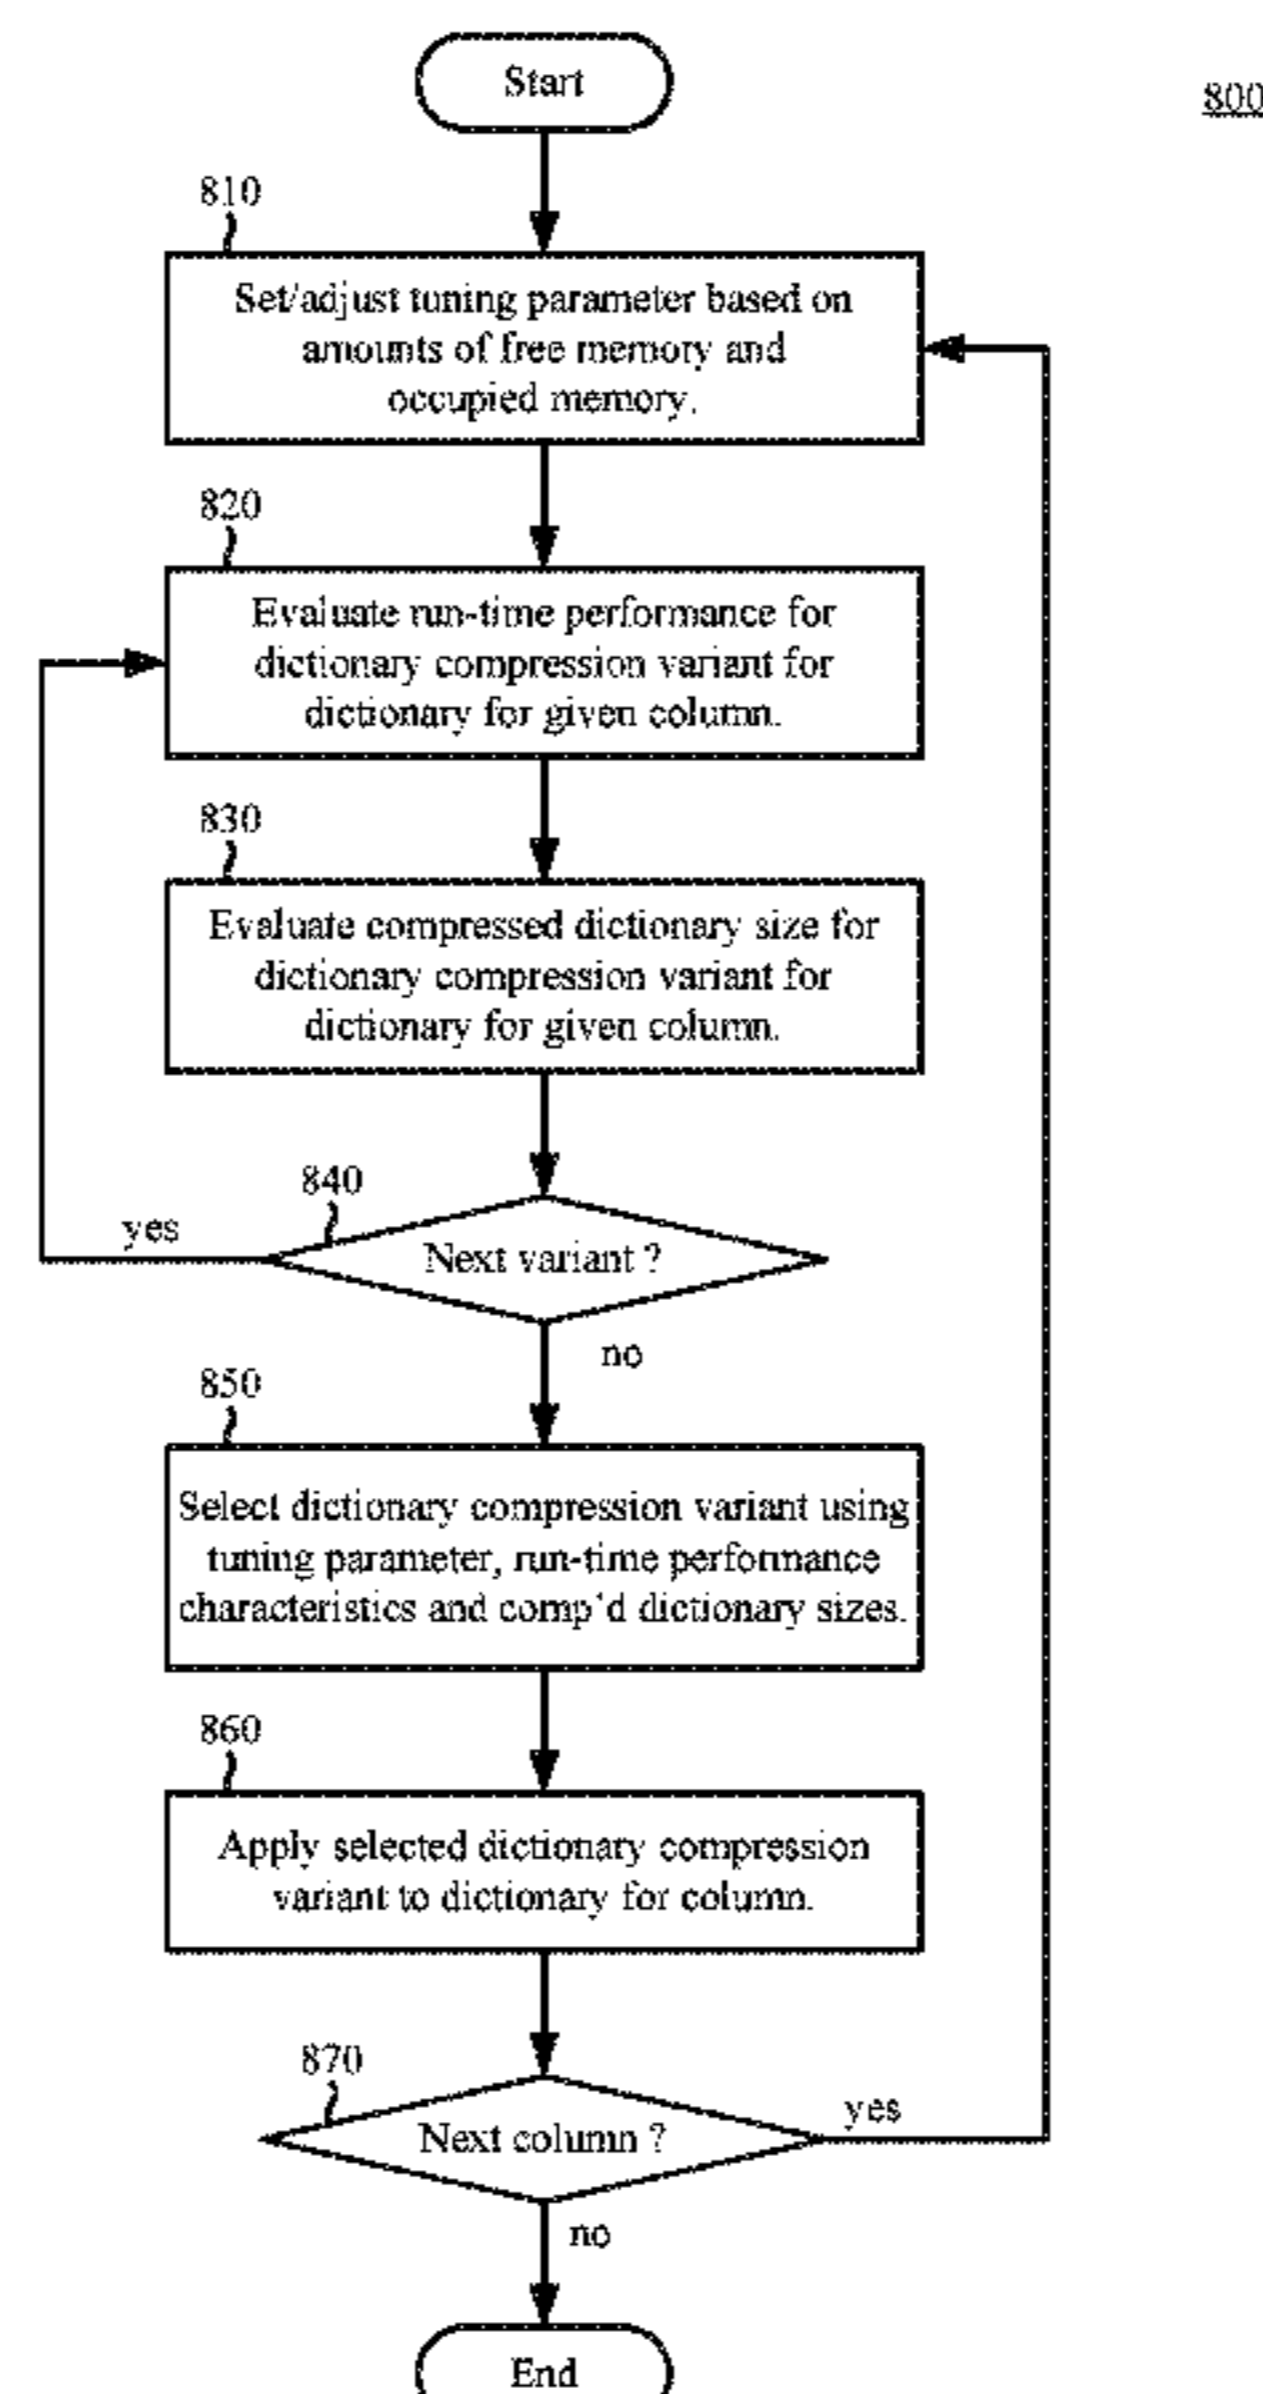 Start
800
810
Set/adjust tuning parameter based on
amounts of free memory and
occupied memory.
820
Evaluate run-time performance for
dictionary compression variant for
dictionary for given column.
830
Evaluate compressed dictionary size for
dictionary compression variant for
dictionary for given column.
840
yes
Next variant ?
no
850
Select dictionary compression variant using
tuning parameter, run-time performance
characteristics and comp'd dictionary sizes.
860
Apply selected dictionary compression
variant to dictionary for column.
870
yes
Next column ?
no
End